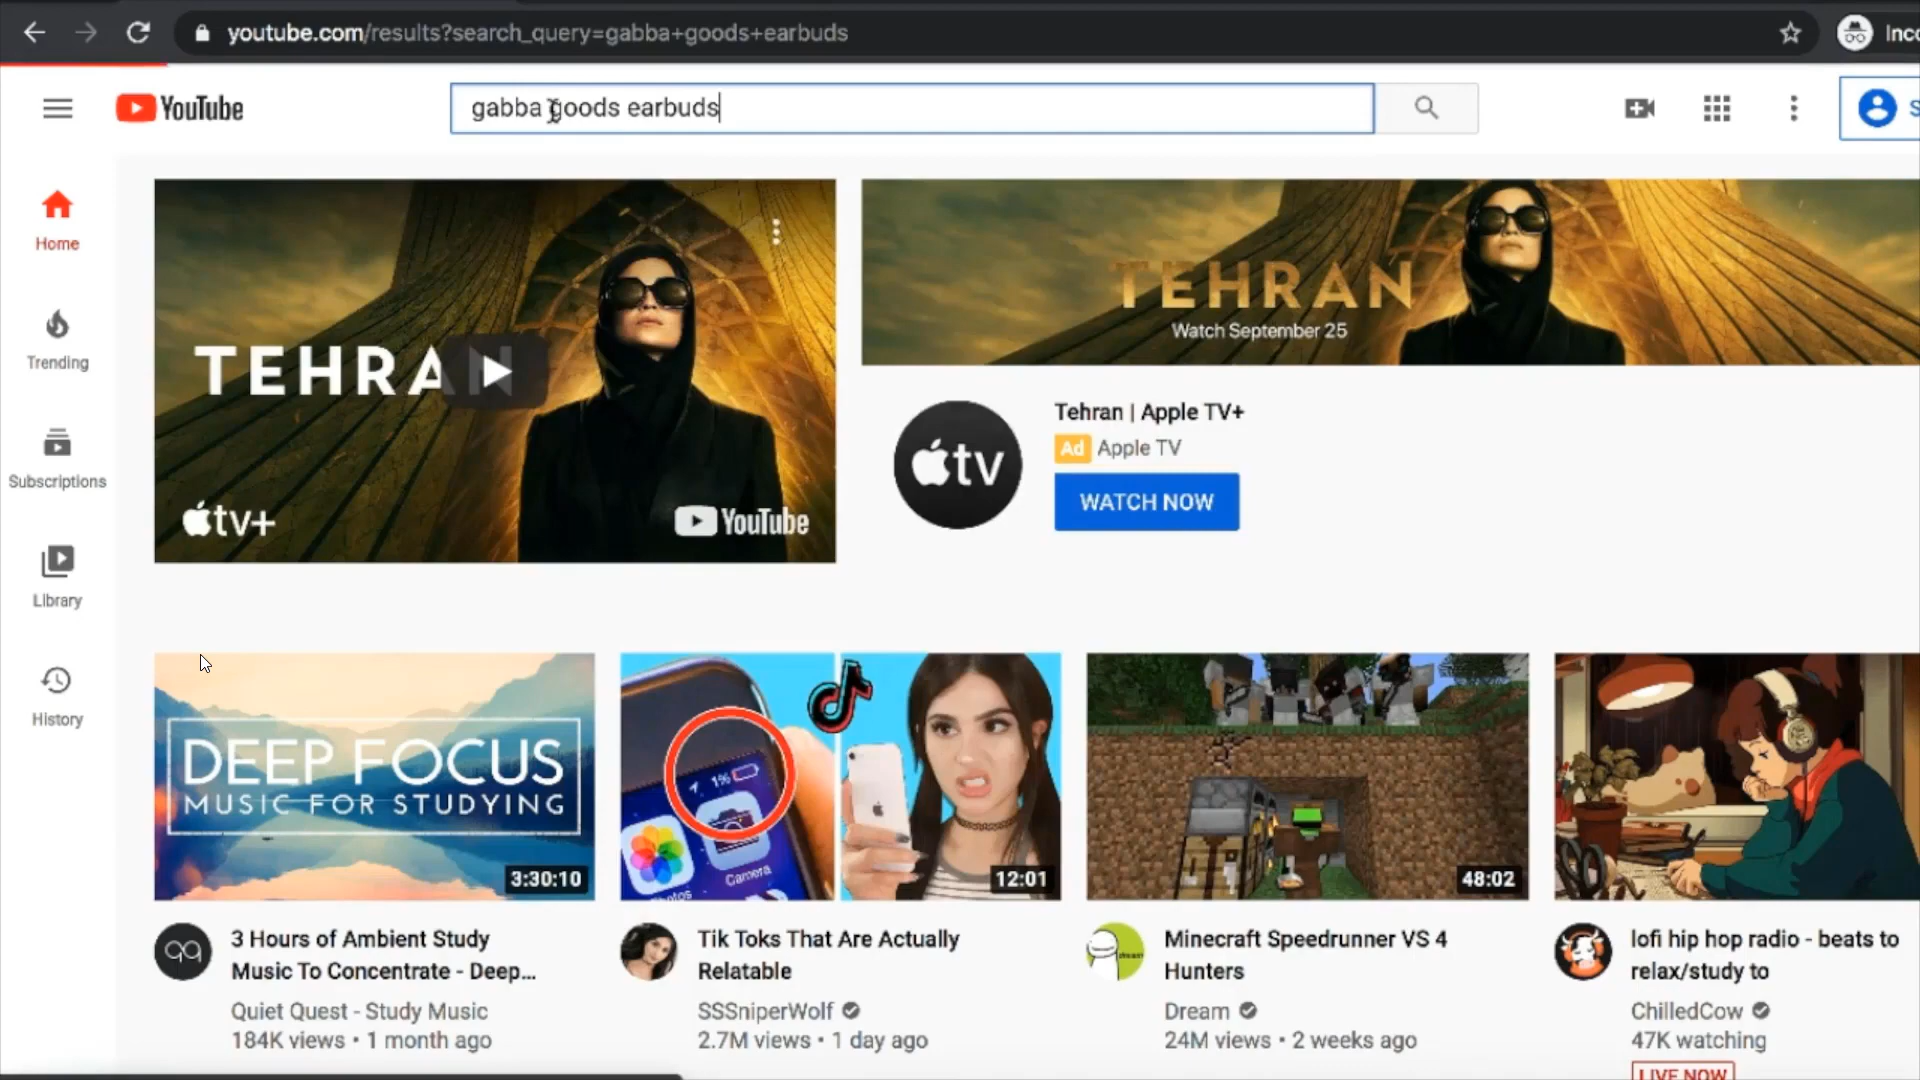 youtube.com/results?search_query=gabba+goods+earbuds
YouTube
gabba goods earbuds
Home
Trending
Subscriptions
Library
History
TEHRAN
tv+
YouTube
TEHRAN
Watch September 25
tv
Tehran | Apple TV+
Ad Apple TV
WATCH NOW
DEEP FOCUS
MUSIC FOR STUDYING
3:30:10
1%
Camera
12:01
48:02
3 Hours of Ambient Study
Music To Concentrate - Deep...
Quiet Quest - Study Music
184K views • 1 month ago
Tik Toks That Are Actually
Relatable
SSSniperWolf
2.7M views • 1 day ago
Minecraft Speedrunner VS 4
Hunters
Dream
24M views • 2 weeks ago
lofi hip hop radio - beats to
relax/study to
ChilledCow
47K watching
LIVE NOW